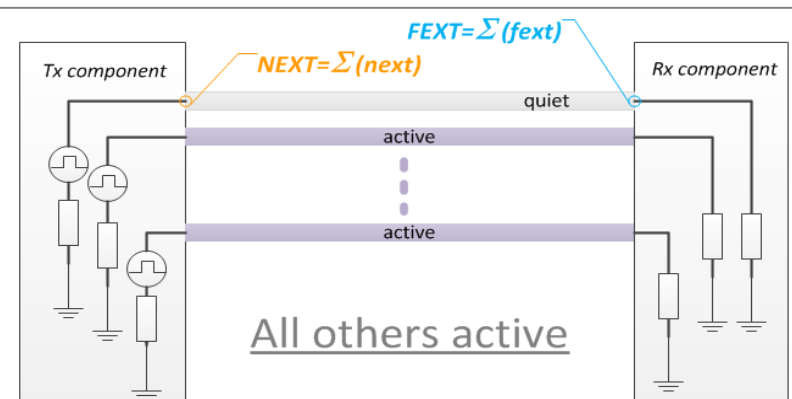 FEXT=Σ(fext)
Tx component
NEXT=Σ(next)
Rx component
quiet
active
active
All others active